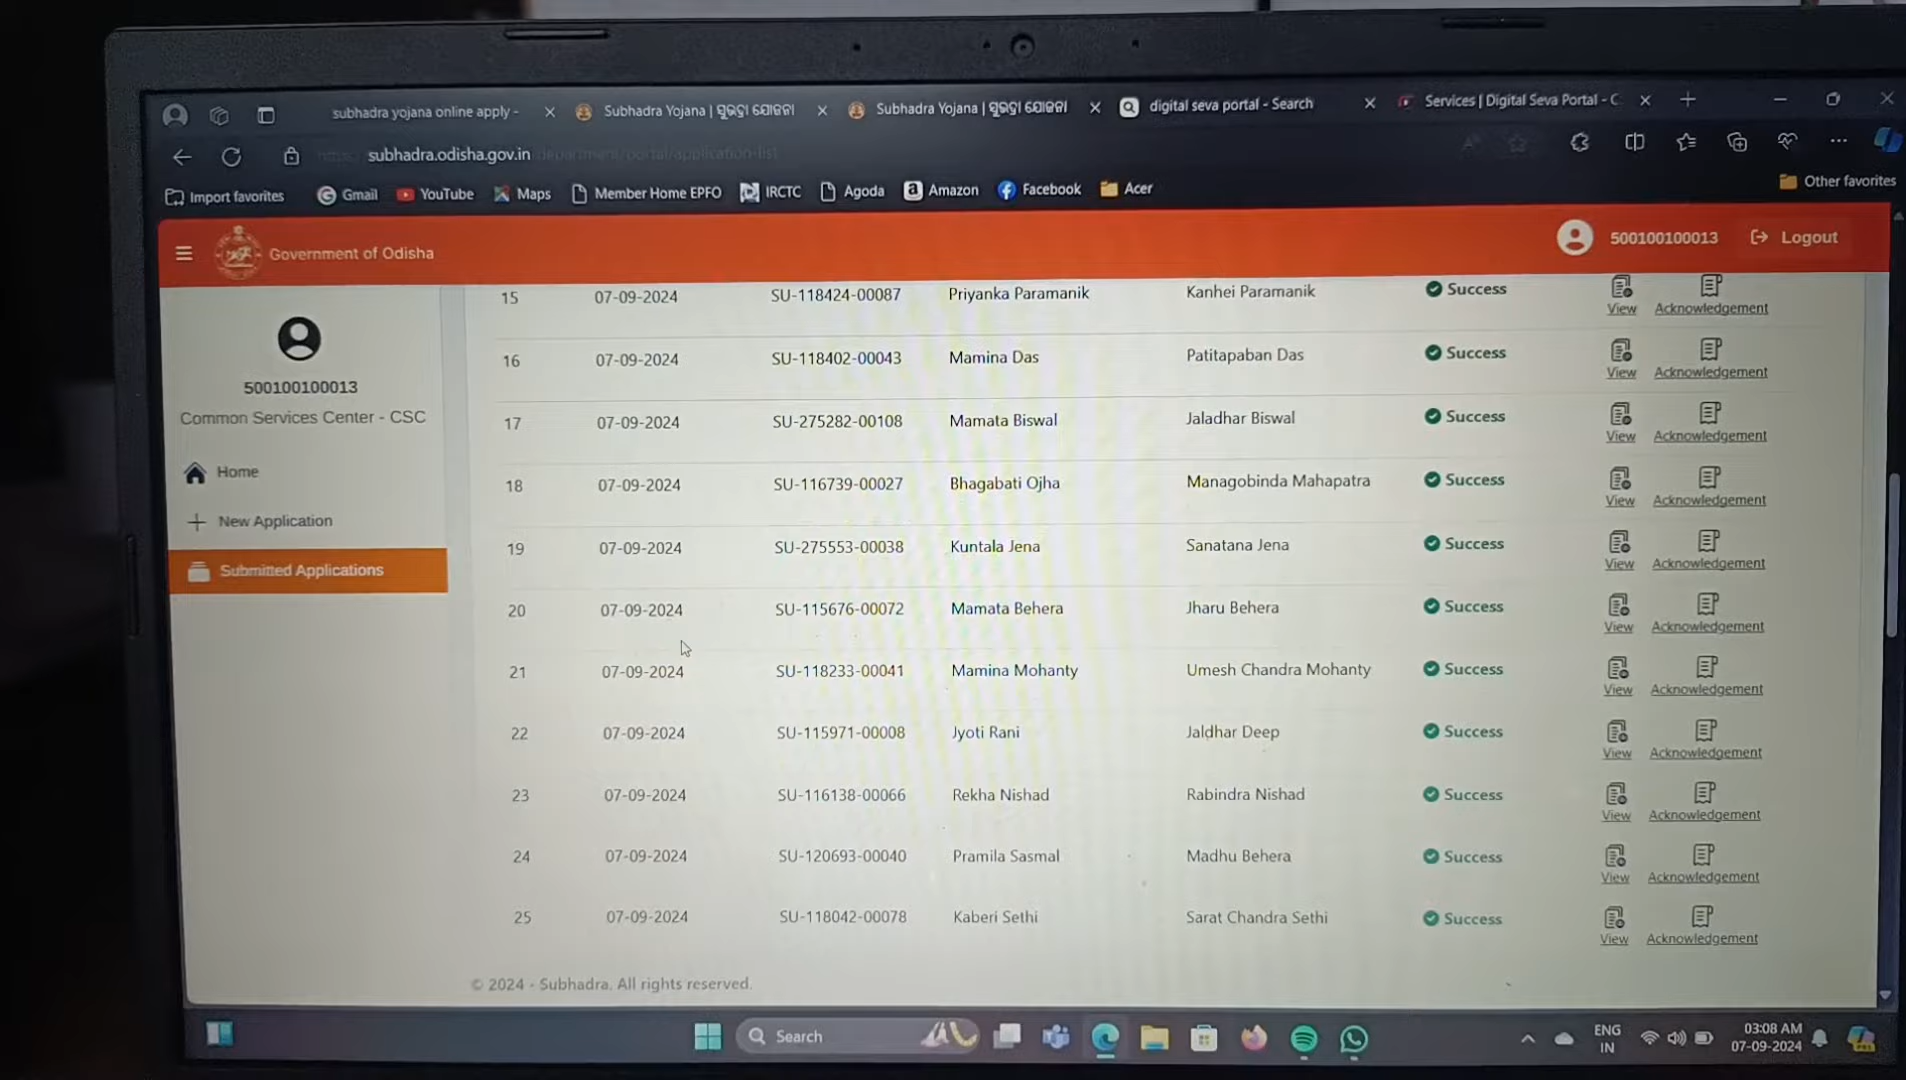 subhadra yojana online apply -
Subhadra Yojana | ସୁଭଦ୍ରା ଯୋଜନା
Subhadra Yojana | ସୁଭଦ୍ରା ଯୋଜନା
digital seva portal - Search
Services | Digital Seva Portal - C
https://subhadra.odisha.gov.in/department/portal/application-list
Import favorites
Gmail
YouTube
Maps
Member Home EPFO
IRCTC
Agoda
Amazon
Facebook
Acer
Other favorites
Government of Odisha
500100100013
Logout
500100100013
Common Services Center - CSC
Home
New Application
Submitted Applications
15 07-09-2024 SU-118424-00087 Priyanka Paramanik Kanhei Paramanik Success View Acknowledgement
16 07-09-2024 SU-118402-00043 Mamina Das Patitapaban Das Success View Acknowledgement
17 07-09-2024 SU-275282-00108 Mamata Biswal Jaladhar Biswal Success View Acknowledgement
18 07-09-2024 SU-116739-00027 Bhagabati Ojha Managobinda Mahapatra Success View Acknowledgement
19 07-09-2024 SU-275553-00038 Kuntala Jena Sanatana Jena Success View Acknowledgement
20 07-09-2024 SU-115676-00072 Mamata Behera Jharu Behera Success View Acknowledgement
21 07-09-2024 SU-118233-00041 Mamina Mohanty Umesh Chandra Mohanty Success View Acknowledgement
22 07-09-2024 SU-115971-00008 Jyoti Rani Jaldhar Deep Success View Acknowledgement
23 07-09-2024 SU-116138-00066 Rekha Nishad Rabindra Nishad Success View Acknowledgement
24 07-09-2024 SU-120693-00040 Pramila Sasmal Madhu Behera Success View Acknowledgement
25 07-09-2024 SU-118042-00078 Kaberi Sethi Sarat Chandra Sethi Success View Acknowledgement
© 2024 - Subhadra. All rights reserved.
Search
ENG
IN
03:08 AM
07-09-2024